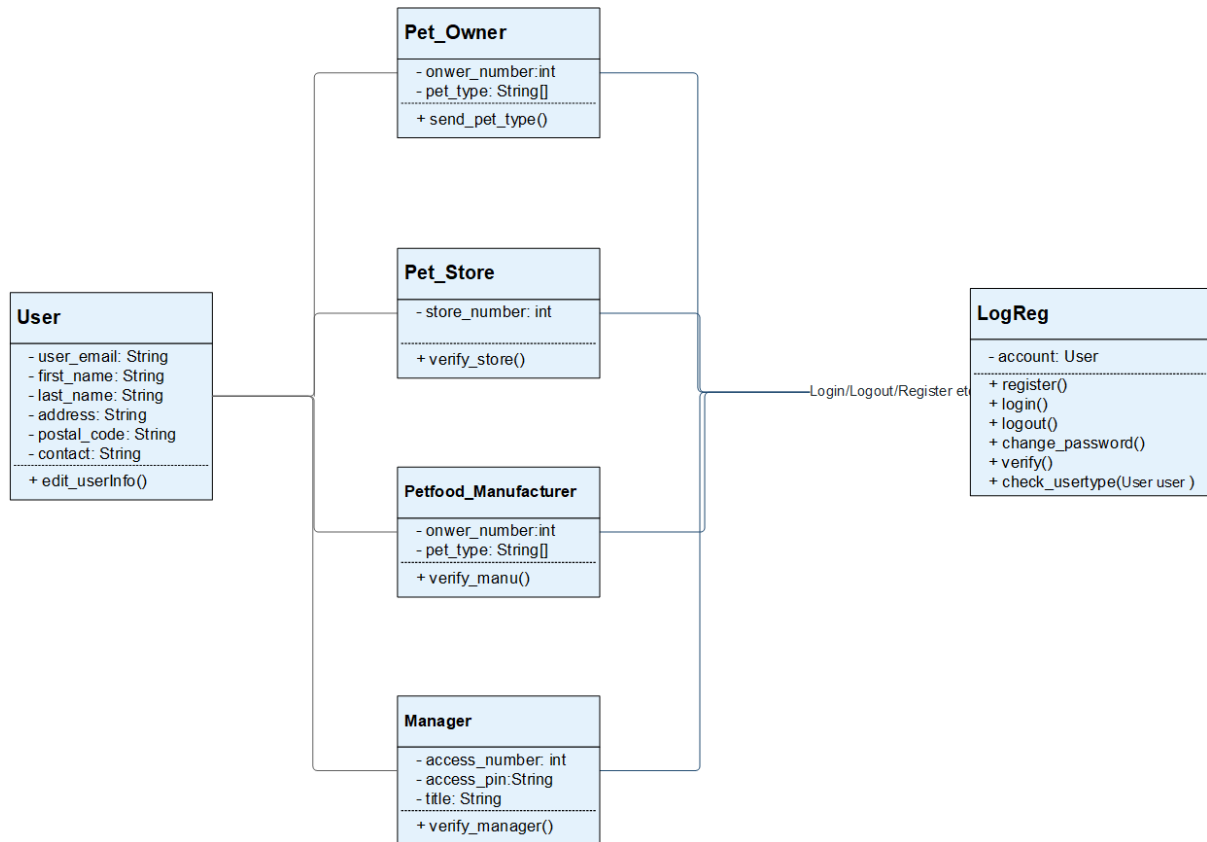 Pet_Owner
- onwer_number:int
- pet_type: String[]
+ send_pet_type()
Pet_Store
- store_number: int
+ verify_store()
User
- user_email: String
- first_name: String
- last_name: String
- address: String
- postal_code: String
- contact: String
+ edit_userInfo()
Login/Logout/Register etc
LogReg
- account: User
+ register()
+ login()
+ logout()
+ change_password()
+ verify()
+ check_usertype(User user )
Petfood_Manufacturer
- onwer_number:int
- pet_type: String[]
+ verify_manu()
Manager
- access_number: int
- access_pin:String
- title: String
+ verify_manager()